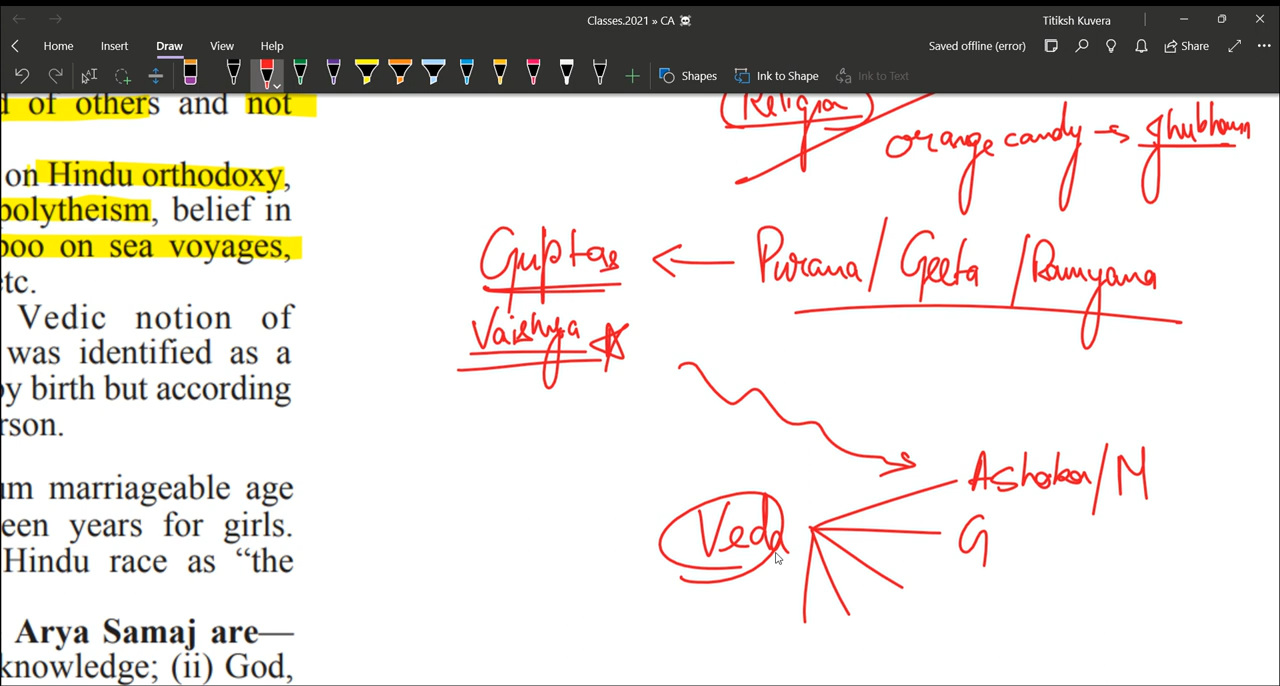 Classes.2021 » CA
Titiksh Kuvera
Home Insert Draw View Help
Saved offline (error)
Share
Shapes
Ink to Shape
Ink to Text
d of others and not
on Hindu orthodoxy,
polytheism, belief in
boo on sea voyages,
etc.
Vedic notion of
was identified as a
by birth but according
rson.
um marriageable age
een years for girls.
Hindu race as “the
Arya Samaj are—
knowledge; (ii) God,
Religion
orange candy →
Guptas ← Purana / Geeta / Ramyana
Vaishya
Ashoka / M
Veda
G